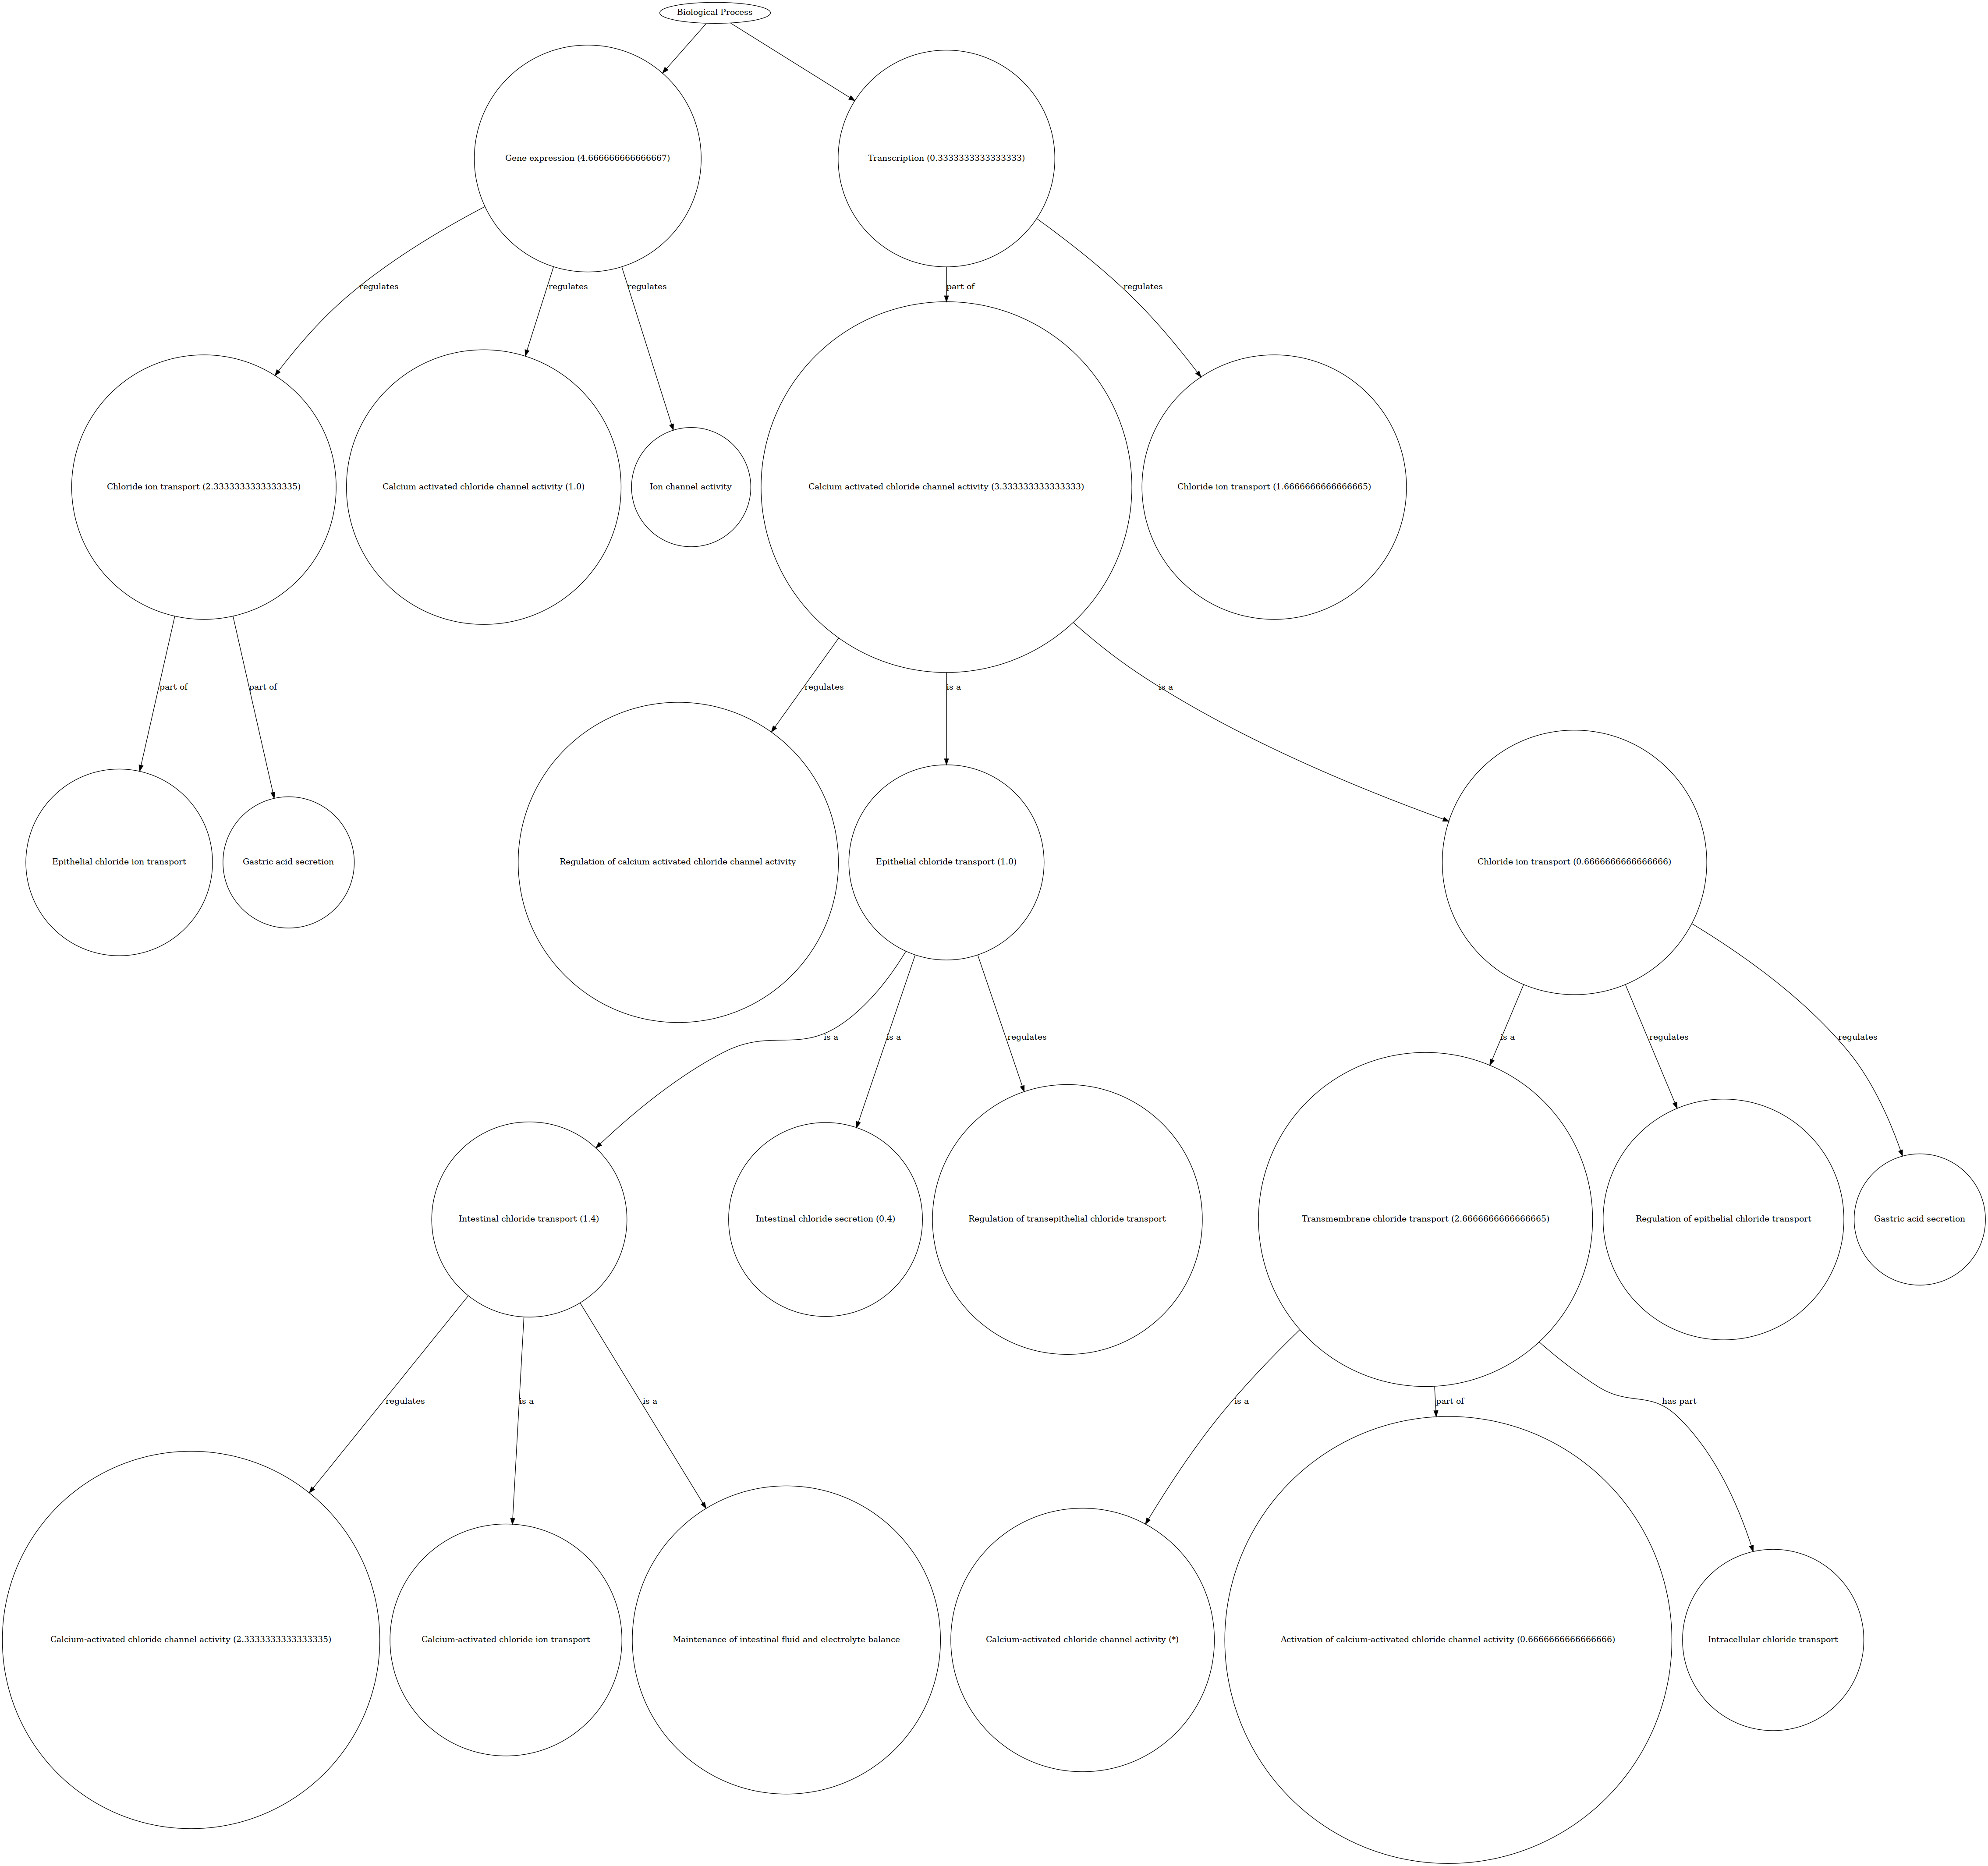 Biological Process
Gene expression (4.666666666666667)
Transcription (0.3333333333333333)
regulates
regulates
regulates
part of
regulates
Chloride ion transport (2.3333333333333335)
Calcium-activated chloride channel activity (1.0)
Ion channel activity
Calcium-activated chloride channel activity (3.333333333333333)
Chloride ion transport (1.6666666666666665)
part of
part of
regulates
is a
is a
Epithelial chloride ion transport
Gastric acid secretion
Regulation of calcium-activated chloride channel activity
Epithelial chloride transport (1.0)
Chloride ion transport (0.6666666666666666)
is a
is a
regulates
is a
regulates
regulates
Intestinal chloride transport (1.4)
Intestinal chloride secretion (0.4)
Regulation of transepithelial chloride transport
Transmembrane chloride transport (2.6666666666666665)
Regulation of epithelial chloride transport
Gastric acid secretion
regulates
is a
is a
is a
part of
has part
Calcium-activated chloride channel activity (2.3333333333333335)
Calcium-activated chloride ion transport
Maintenance of intestinal fluid and electrolyte balance
Calcium-activated chloride channel activity (*)
Activation of calcium-activated chloride channel activity (0.6666666666666666)
Intracellular chloride transport